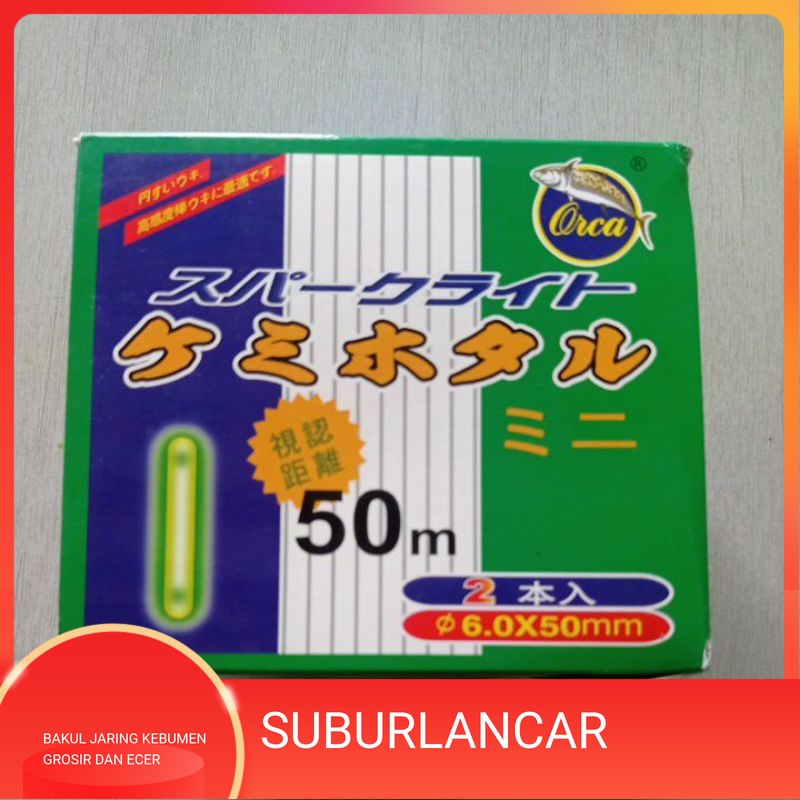 円すいウキ.
高感度棒ウキに最適です.
Orca
®
スパークライト
ケミホタル
ミニ
視認
距離
50m
2本入
φ6.0X50mm
BAKUL JARING KEBUMEN
GROSIR DAN ECER
SUBURLANCAR